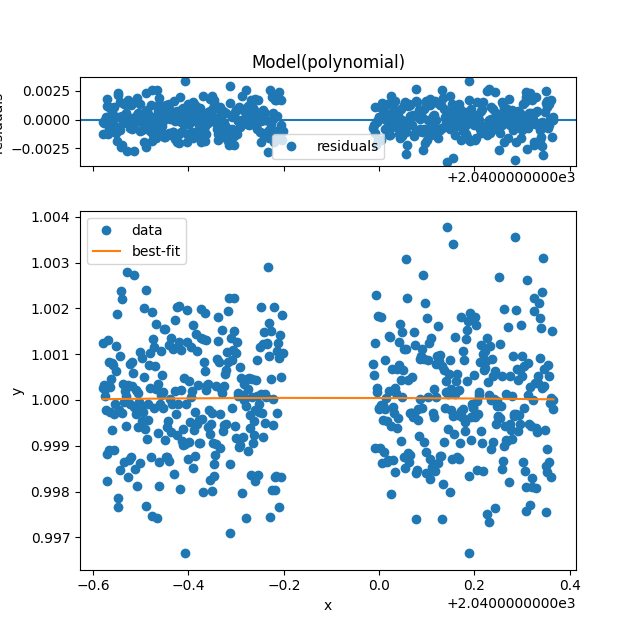 Model(polynomial)
0.0025
0.0000
−0.0025
residuals
+2.0400000000e3
1.004
1.003
1.002
1.001
1.000
0.999
0.998
0.997
y
data
best-fit
−0.6 −0.4 −0.2 0.0 0.2 0.4
x
+2.0400000000e3